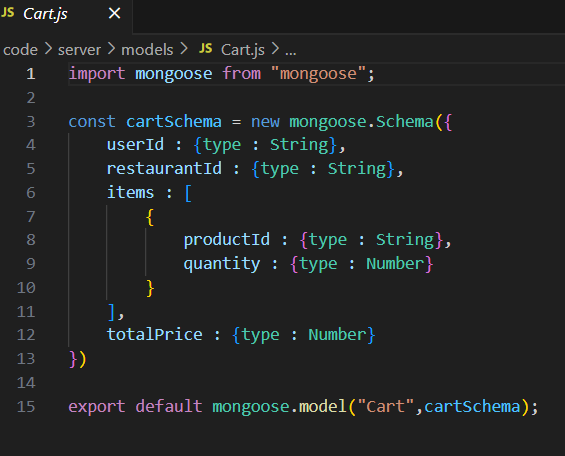 JS Cart.js ×
code > server > models > JS Cart.js > ...
1 import mongoose from "mongoose";
2
3 const cartSchema = new mongoose.Schema({
4     userId : {type : String},
5     restaurantId : {type : String},
6     items : [
7         {
8             productId : {type : String},
9             quantity : {type : Number}
10         }
11     ],
12     totalPrice : {type : Number}
13 })
14
15 export default mongoose.model("Cart",cartSchema);